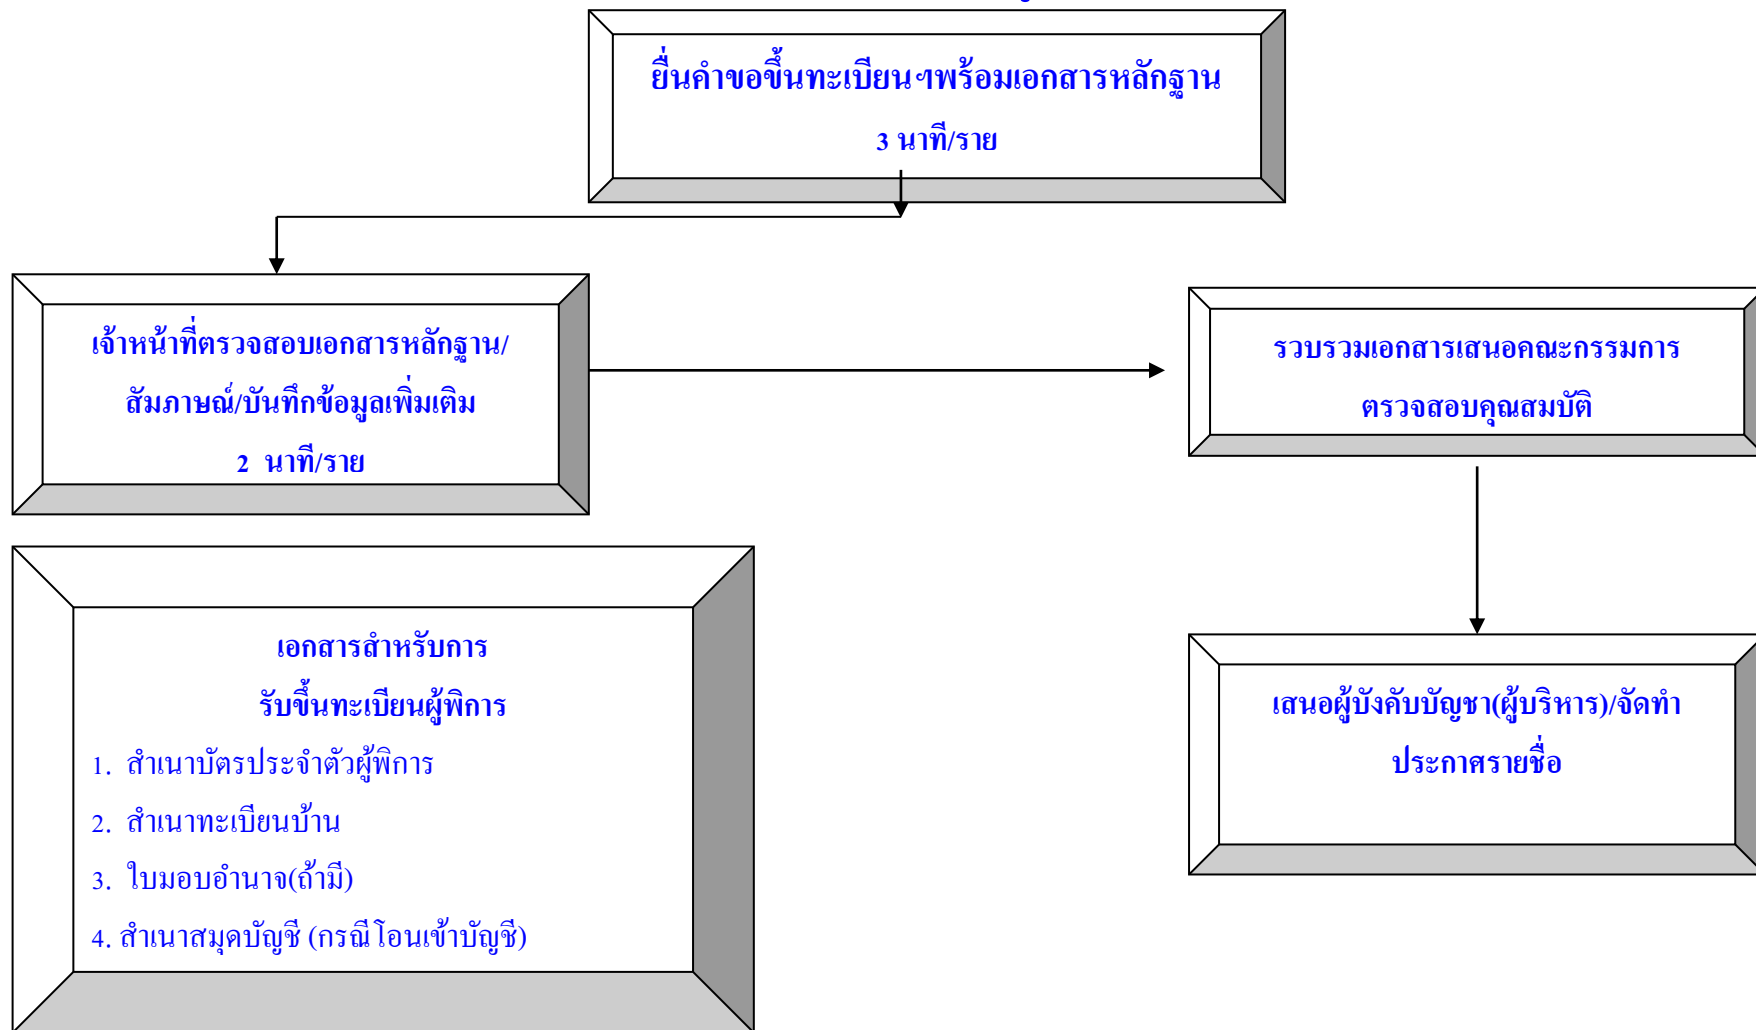 ยื่นคำขอขึ้นทะเบียนฯพร้อมเอกสารหลักฐาน
3 นาที/ราย
เจ้าหน้าที่ตรวจสอบเอกสารหลักฐาน/
สัมภาษณ์/บันทึกข้อมูลเพิ่มเติม
2 นาที/ราย
รวบรวมเอกสารเสนอคณะกรรมการ
ตรวจสอบคุณสมบัติ
เอกสารสำหรับการ
รับขึ้นทะเบียนผู้พิการ
1. สำเนาบัตรประจำตัวผู้พิการ
2. สำเนาทะเบียนบ้าน
3. ใบมอบอำนาจ(ถ้ามี)
4. สำเนาสมุดบัญชี (กรณีโอนเข้าบัญชี)
เสนอผู้บังคับบัญชา(ผู้บริหาร)/จัดทำ
ประกาศรายชื่อ